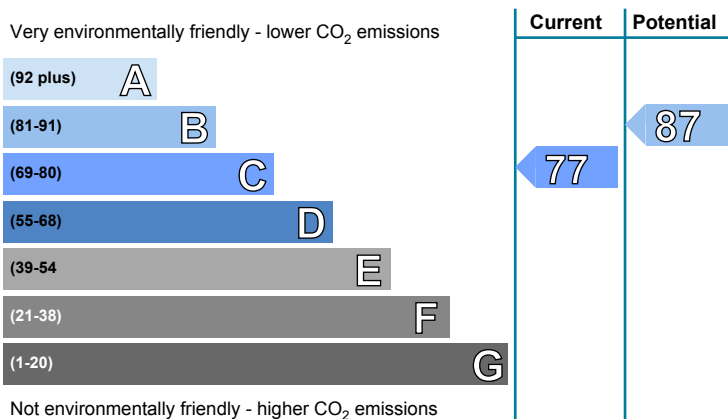 Very environmentally friendly - lower CO2 emissions
Current
Potential
(92 plus) A
(81-91) B
(69-80) C
(55-68) D
(39-54 E
(21-38) F
(1-20) G
77
87
Not environmentally friendly - higher CO2 emissions